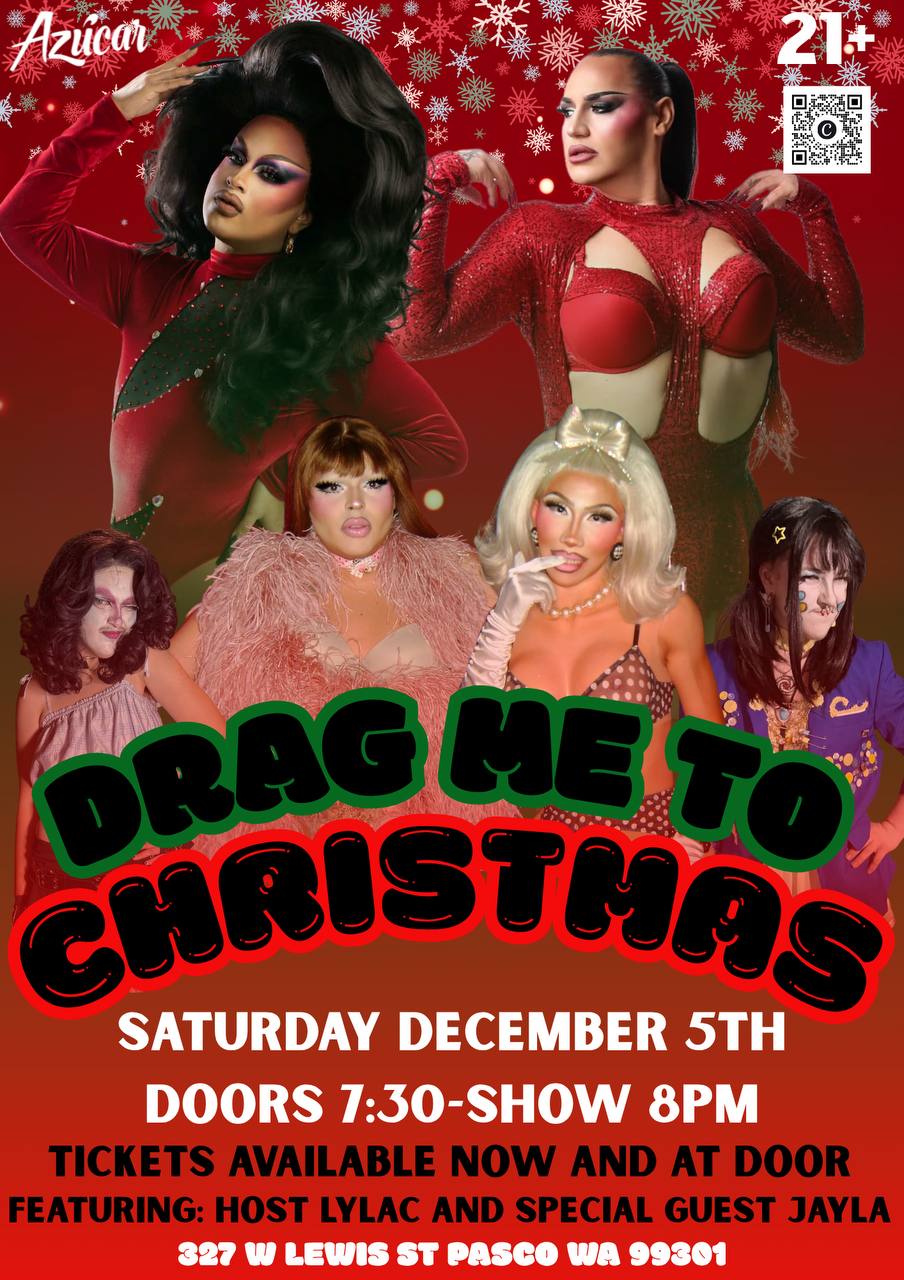 Azúcar
21+
DRAG ME TO
CHRISTMAS
SATURDAY DECEMBER 5TH
DOORS 7:30-SHOW 8PM
TICKETS AVAILABLE NOW AND AT DOOR
FEATURING: HOST LYLAC AND SPECIAL GUEST JAYLA
327 W LEWIS ST PASCO WA 99301